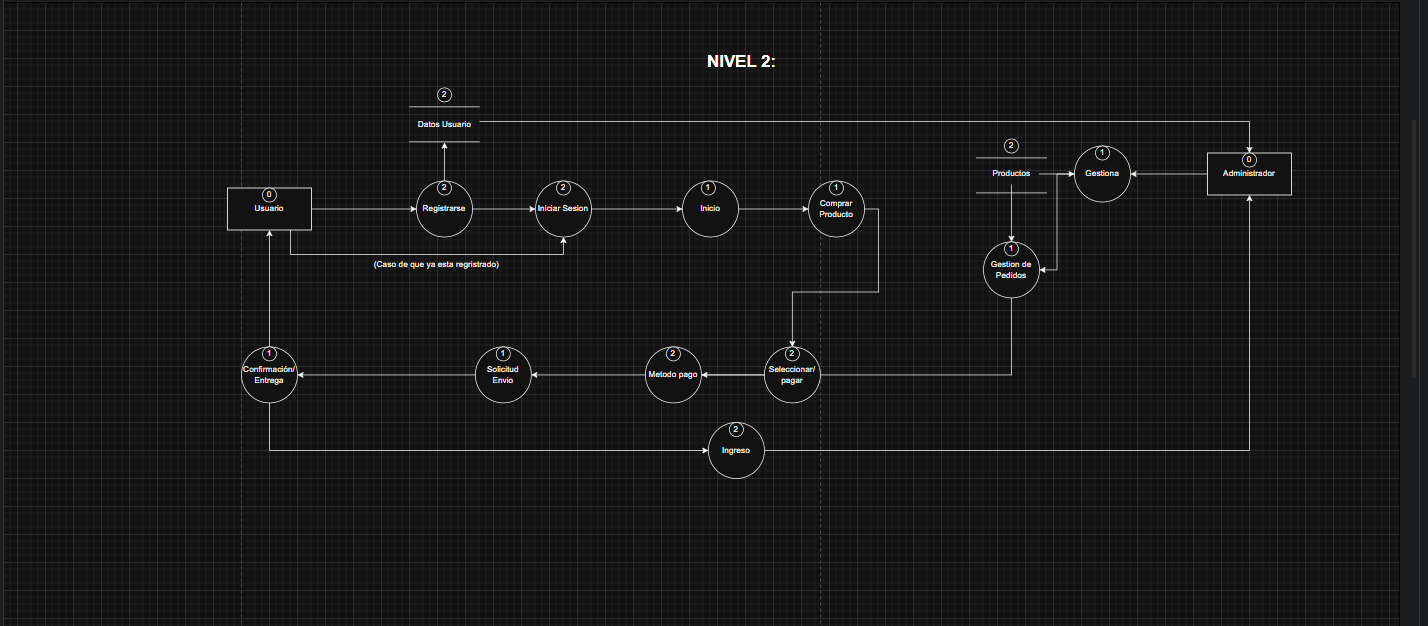 NIVEL 2:
2
Datos Usuario
2
Productos
1
Gestiona
0
Administrador
0
Usuario
2
Registrarse
2
Iniciar Sesion
1
Inicio
1
Comprar
Producto
(Caso de que ya esta regristrado)
1
Gestion de
Pedidos
1
Confirmación/
Entrega
1
Solicitud
Envio
2
Metodo pago
2
Seleccionar/
pagar
2
Ingreso